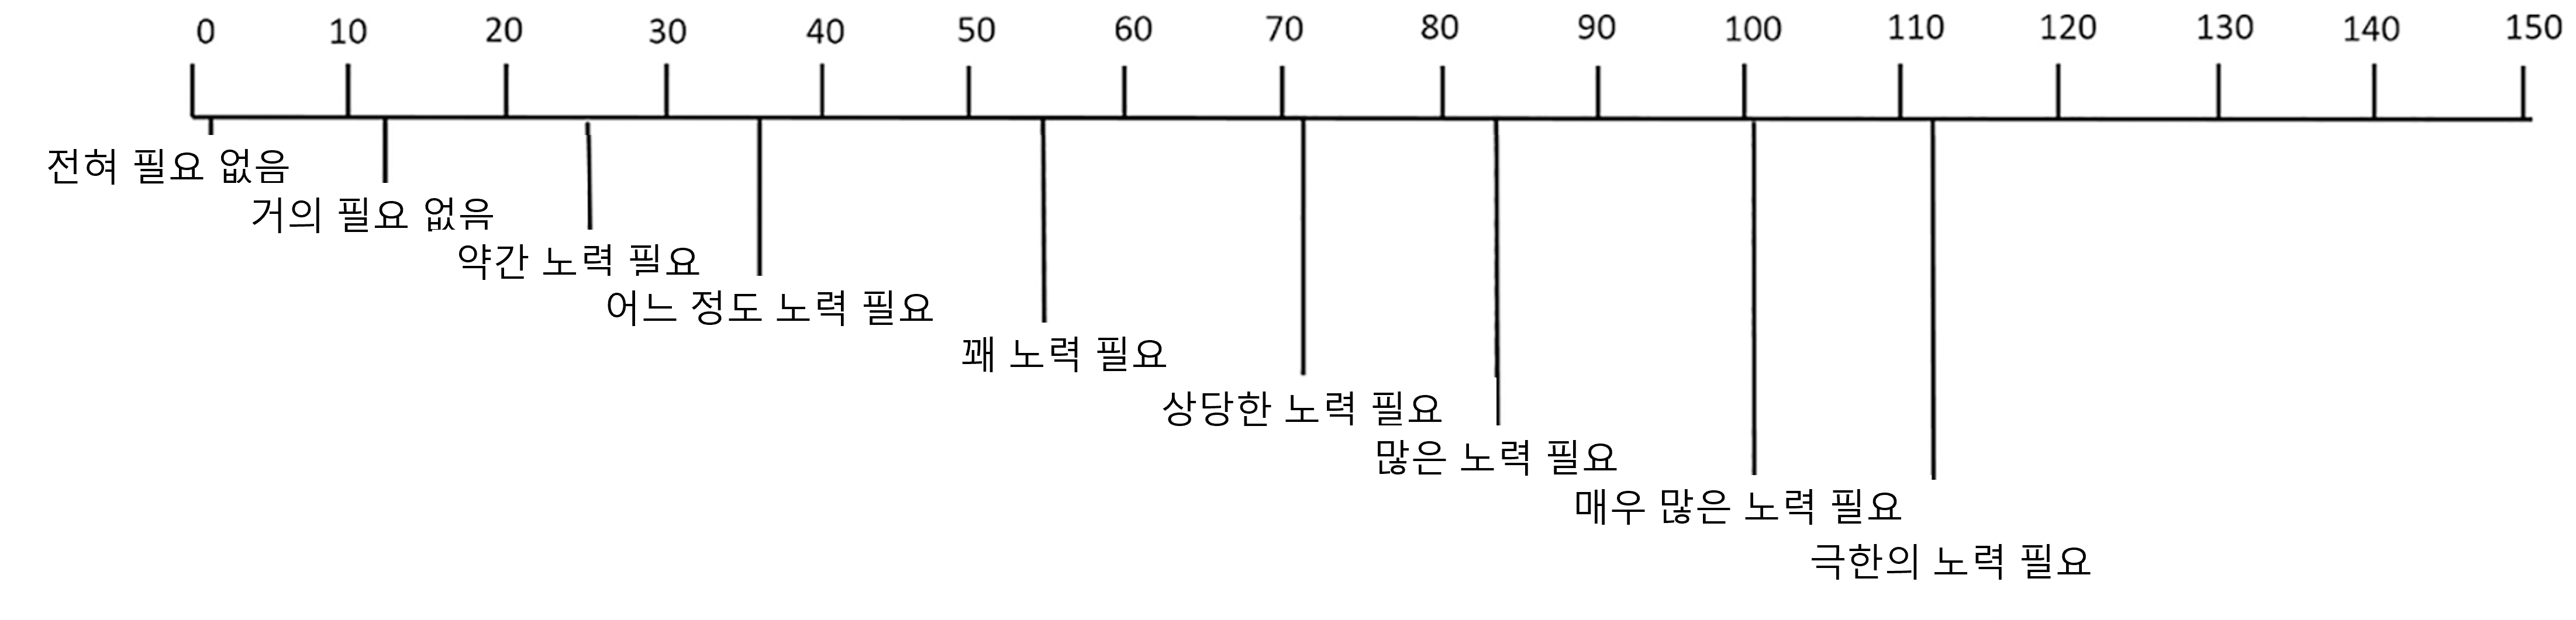 0 10 20 30 40 50 60 70 80 90 100 110 120 130 140 150
전혀 필요 없음
거의 필요 없음
약간 노력 필요
어느 정도 노력 필요
꽤 노력 필요
상당한 노력 필요
많은 노력 필요
매우 많은 노력 필요
극한의 노력 필요